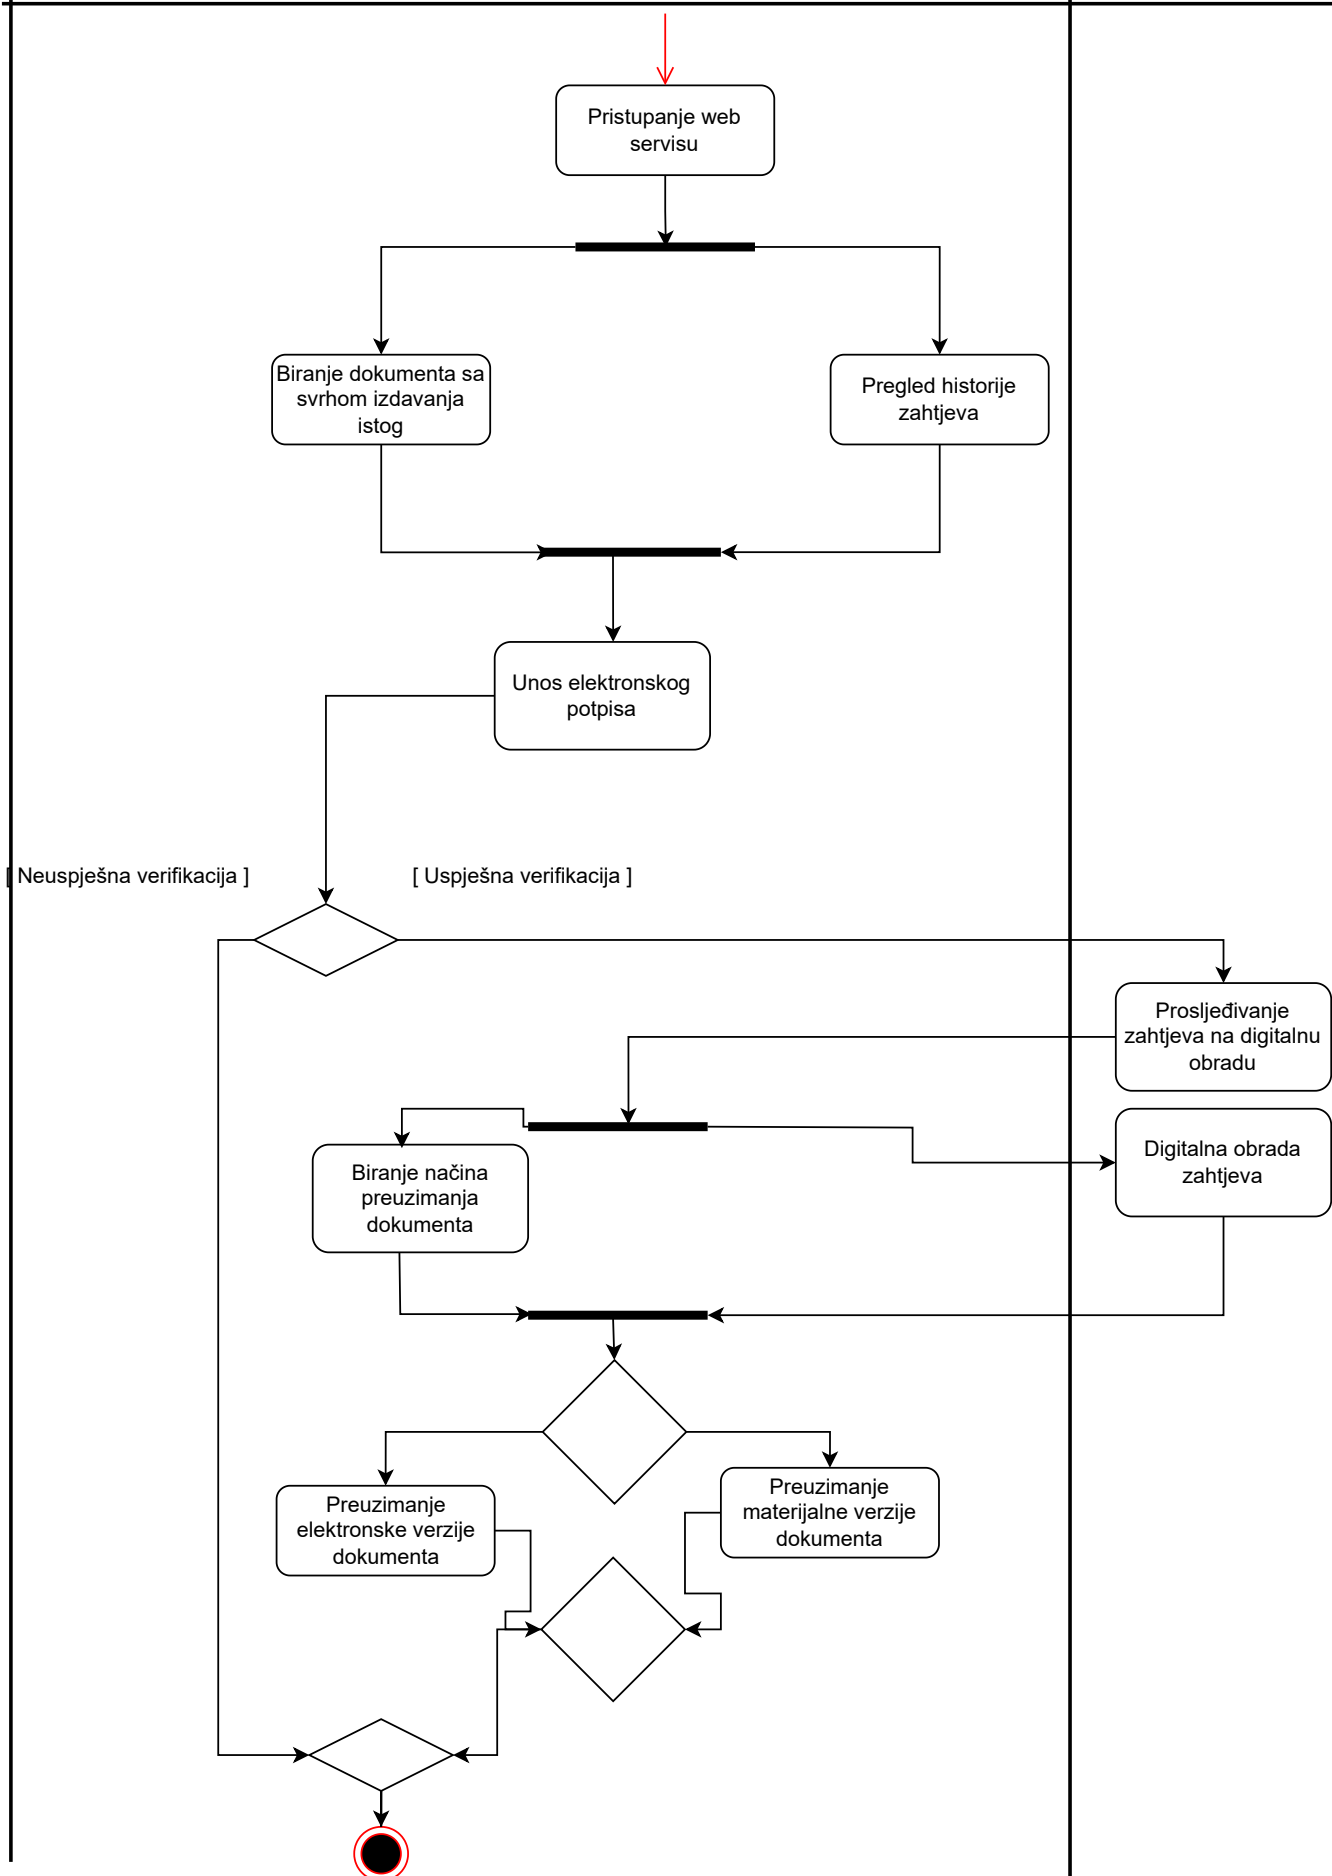 Pristupanje web
servisu
Biranje dokumenta sa
svrhom izdavanja
istog
Pregled historije
zahtjeva
Unos elektronskog
potpisa
[ Neuspješna verifikacija ]
[ Uspješna verifikacija ]
Prosljeđivanje
zahtjeva na digitalnu
obradu
Digitalna obrada
zahtjeva
Biranje načina
preuzimanja
dokumenta
Preuzimanje
elektronske verzije
dokumenta
Preuzimanje
materijalne verzije
dokumenta